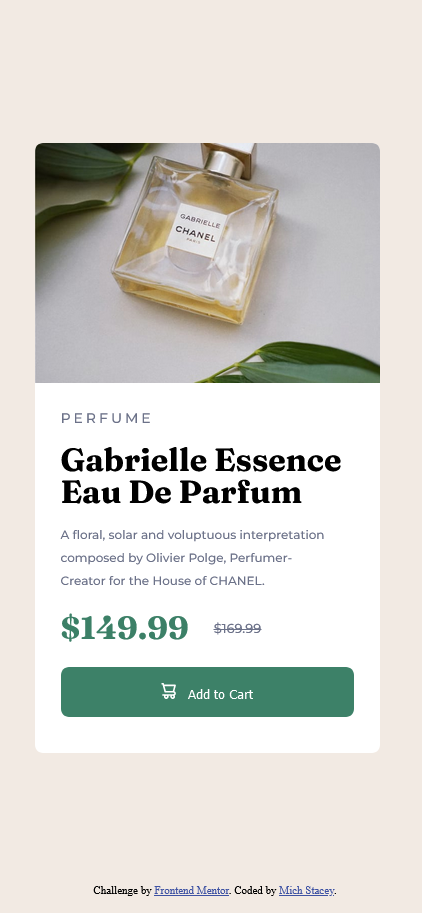 GABRIELLE
CHANEL
PARIS
PERFUME
Gabrielle Essence
Eau De Parfum
A floral, solar and voluptuous interpretation
composed by Olivier Polge, Perfumer-
Creator for the House of CHANEL.
$149.99 $169.99
Add to Cart
Challenge by Frontend Mentor. Coded by Mich Stacey.